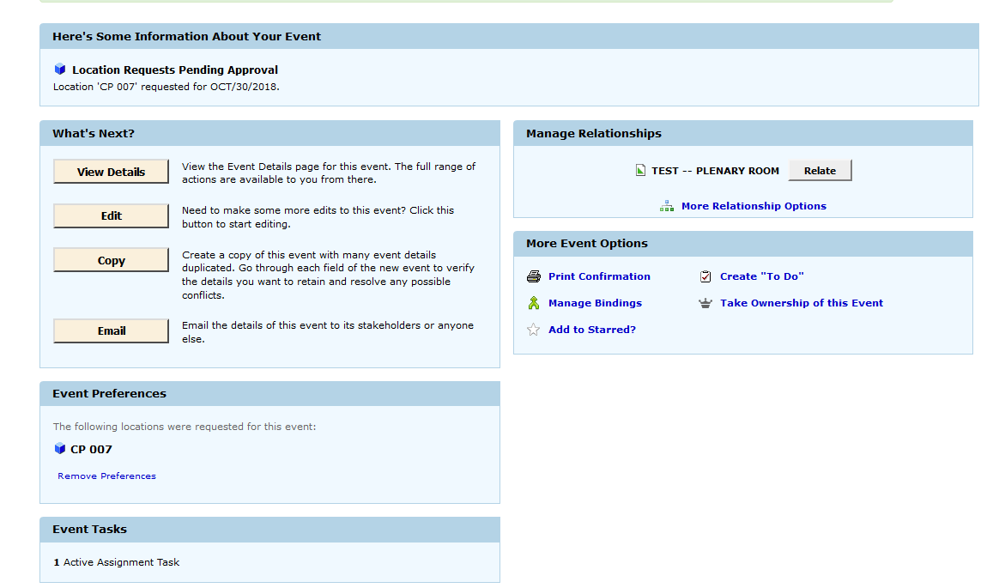 Here's Some Information About Your Event
Location Requests Pending Approval
Location 'CP 007' requested for OCT/30/2018.
What's Next?
View Details
View the Event Details page for this event. The full range of
actions are available to you from there.
Edit
Need to make some more edits to this event? Click this
button to start editing.
Copy
Create a copy of this event with many event details
duplicated. Go through each field of the new event to verify
the details you want to retain and resolve any possible
conflicts.
Email
Email the details of this event to its stakeholders or anyone
else.
Event Preferences
The following locations were requested for this event:
CP 007
Remove Preferences
Event Tasks
1 Active Assignment Task
Manage Relationships
TEST -- PLENARY ROOM
Relate
More Relationship Options
More Event Options
Print Confirmation
Create "To Do"
Manage Bindings
Take Ownership of this Event
Add to Starred?